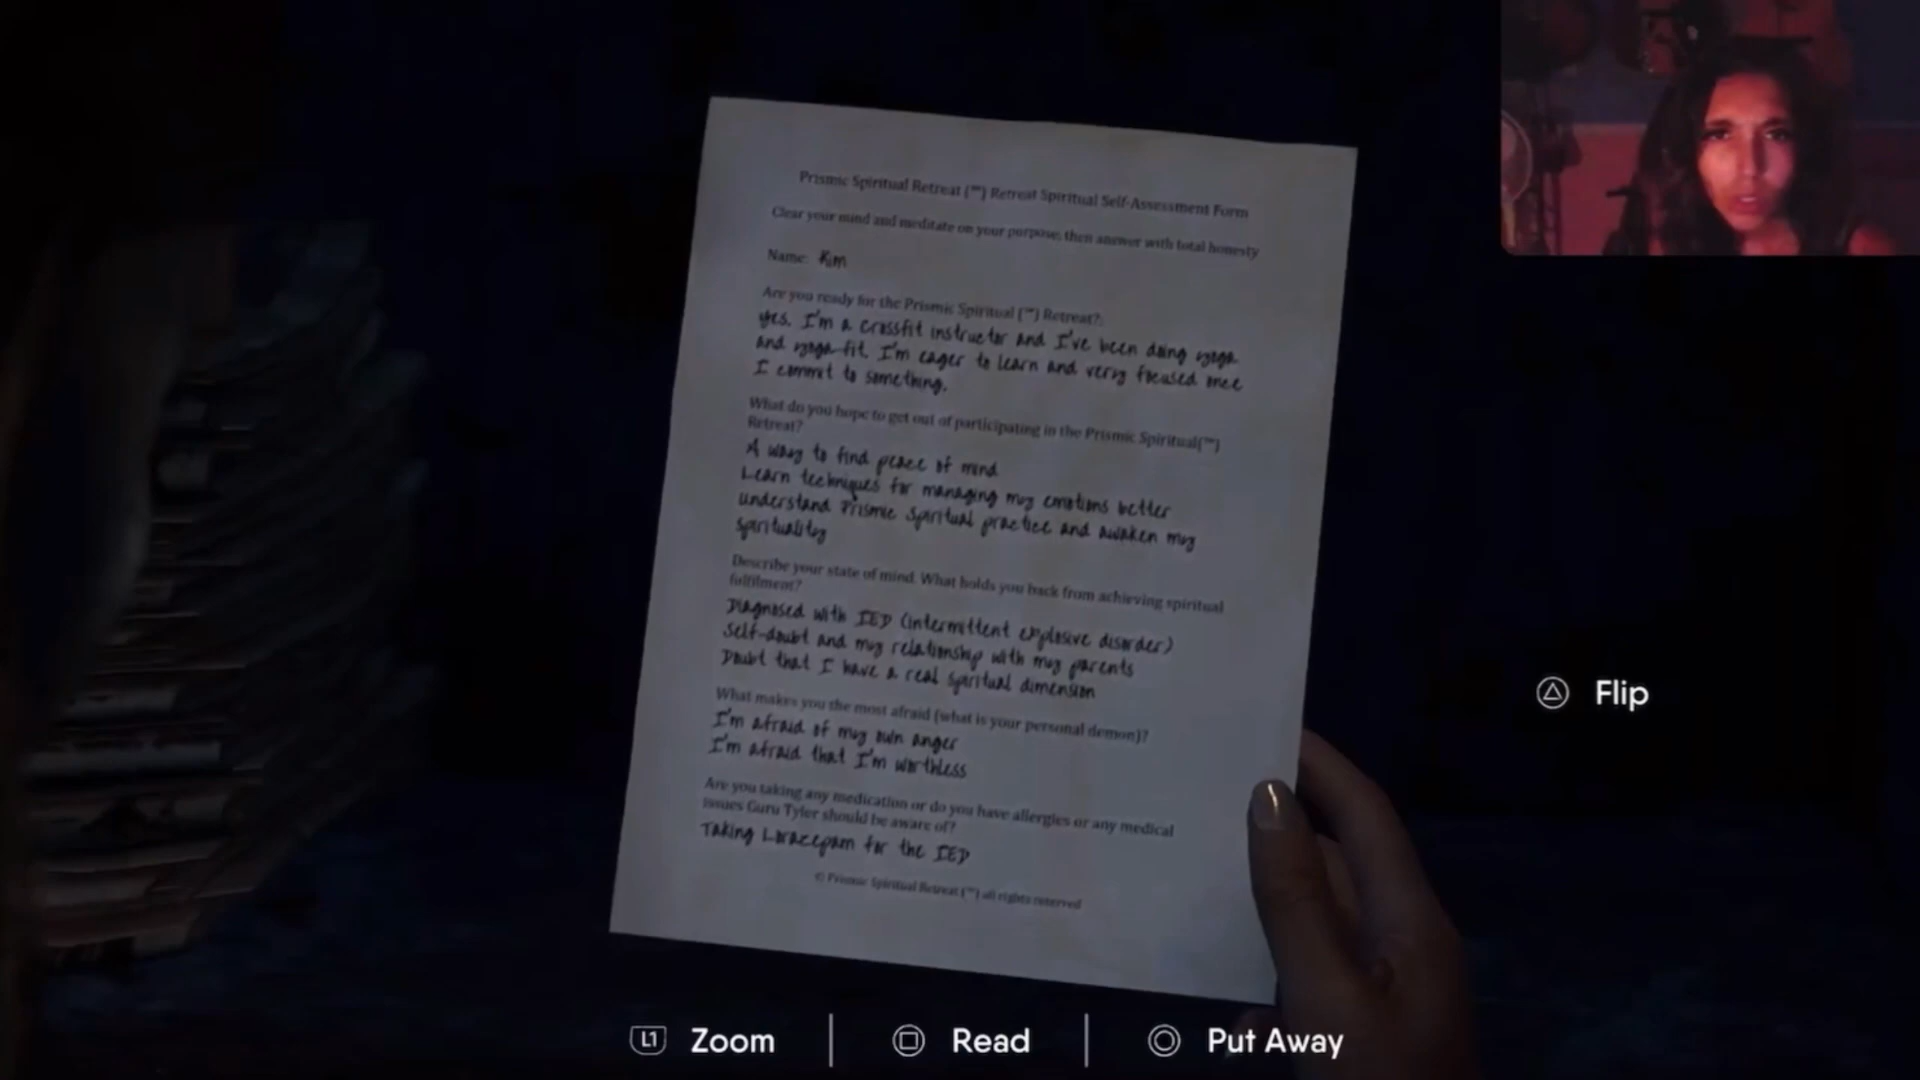 Prismic Spiritual Retreat (™) Retreat Spiritual Self-Assessment Form
Clear your mind and meditate on your purpose, then answer with total honesty
Name: Kim
Are you ready for the Prismic Spiritual (™) Retreat?:
yes. I'm a crossfit instructor and I've been doing yoga
and yoga-fit. I'm eager to learn and very focused once
I commit to something.
What do you hope to get out of participating in the Prismic Spiritual(™)
Retreat?
A way to find peace of mind
Learn techniques for managing my emotions better
understand Prismic Spiritual practice and awaken my
spirituality
Describe your state of mind. What holds you back from achieving spiritual
fulfilment?
Diagnosed with IED (intermittent explosive disorder)
Self-doubt and my relationship with my parents
Doubt that I have a real spiritual dimension
What makes you the most afraid (what is your personal demon)?
I'm afraid of my own anger
I'm afraid that I'm worthless
Are you taking any medication or do you have allergies or any medical
issues Guru Tyler should be aware of?
Taking Loracepam for the IED
© Prismic Spiritual Retreat (™) all rights reserved
Flip
L1 Zoom | Read | Put Away